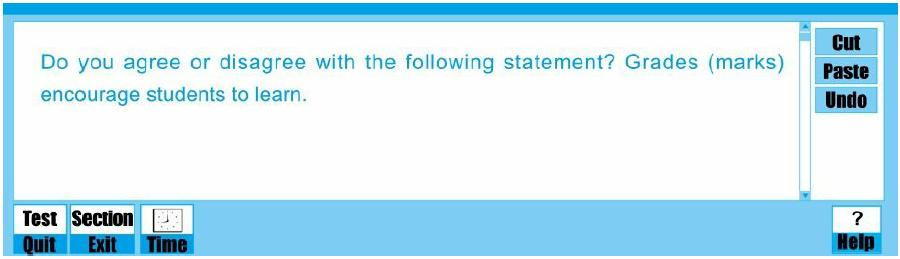 Do you agree or disagree with the following statement? Grades (marks)
encourage students to learn.
Cut
Paste
Undo
Test Section
Quit Exit Time
?
Help